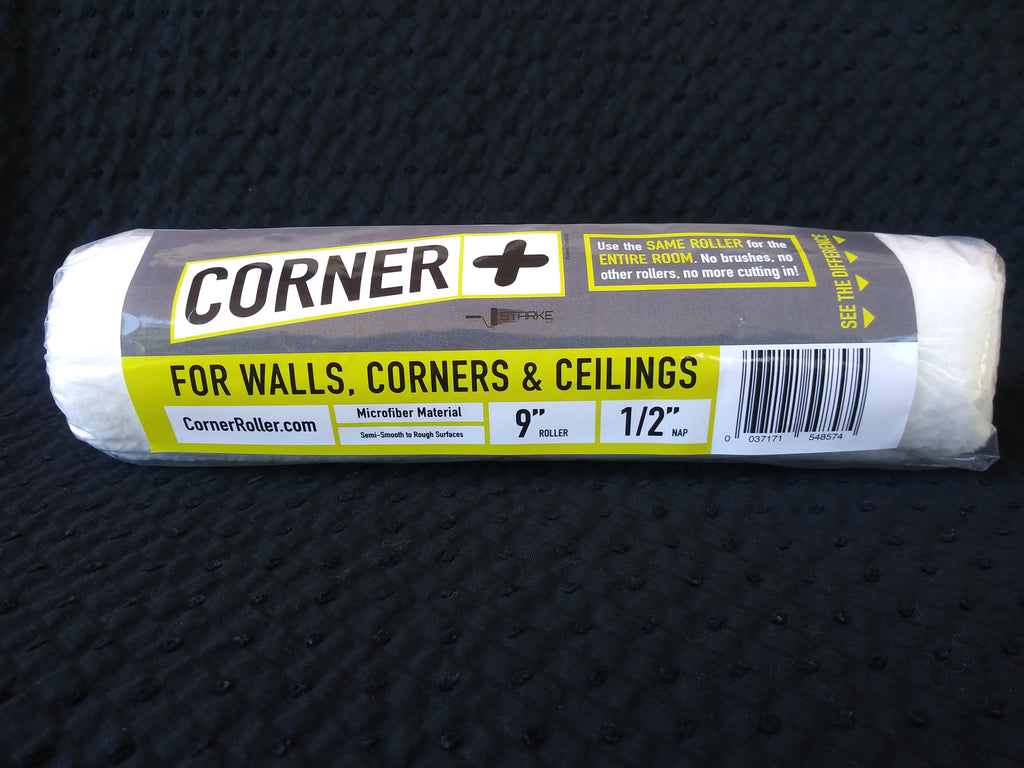 CORNER +
Use the SAME ROLLER for the
ENTIRE ROOM. No brushes, no
other rollers, no more cutting in!
SEE THE DIFFERENCE
STARKE
FOR WALLS, CORNERS & CEILINGS
CornerRoller.com
Microfiber Material
Semi-Smooth to Rough Surfaces
9” ROLLER
1/2” NAP
0 037171 548574